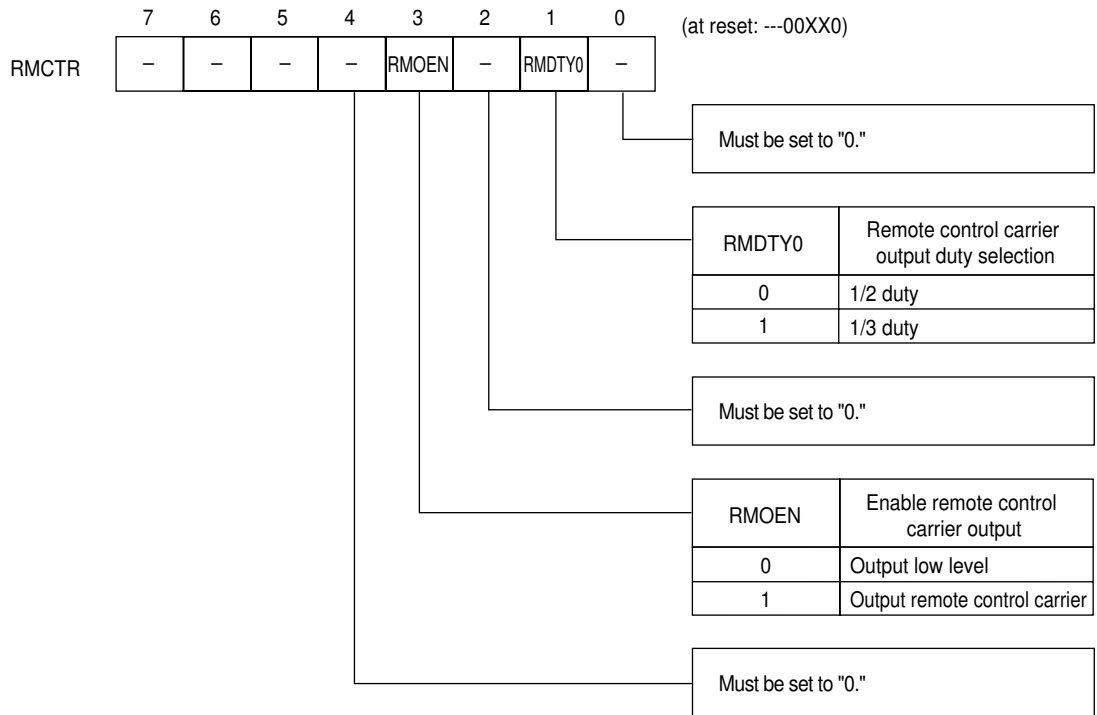 7 6 5 4 3 2 1 0 (at reset: ---00XX0)
RMCTR – – – – RMOEN – RMDTY0 –
Must be set to "0."
RMDTY0 Remote control carrier
output duty selection
0 1/2 duty
1 1/3 duty
Must be set to "0."
RMOEN Enable remote control
carrier output
0 Output low level
1 Output remote control carrier
Must be set to "0."